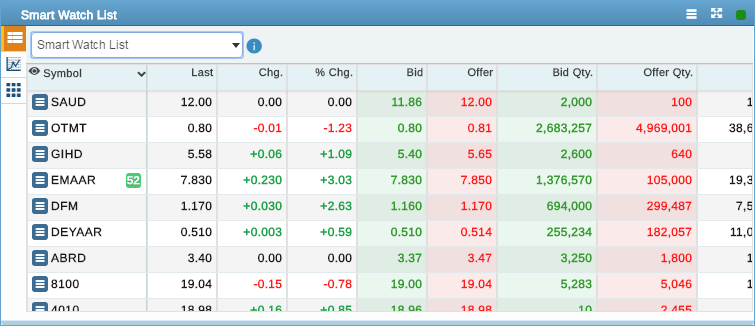 Smart Watch List
Smart Watch List
Symbol Last Chg. % Chg. Bid Offer Bid Qty. Offer Qty.
SAUD 12.00 0.00 0.00 11.86 12.00 2,000 100
OTMT 0.80 -0.01 -1.23 0.80 0.81 2,683,257 4,969,001 38,6
GIHD 5.58 +0.06 +1.09 5.40 5.65 2,600 640
EMAAR 52 7.830 +0.230 +3.03 7.830 7.850 1,376,570 105,000 19,3
DFM 1.170 +0.030 +2.63 1.160 1.170 694,000 299,487 7,5
DEYAAR 0.510 +0.003 +0.59 0.510 0.514 255,234 182,057 11,0
ABRD 3.40 0.00 0.00 3.37 3.47 3,250 1,800 1
8100 19.04 -0.15 -0.78 19.00 19.04 5,283 5,046 1
4010 18.98 +0.16 +0.85 18.96 18.98 10 2,455